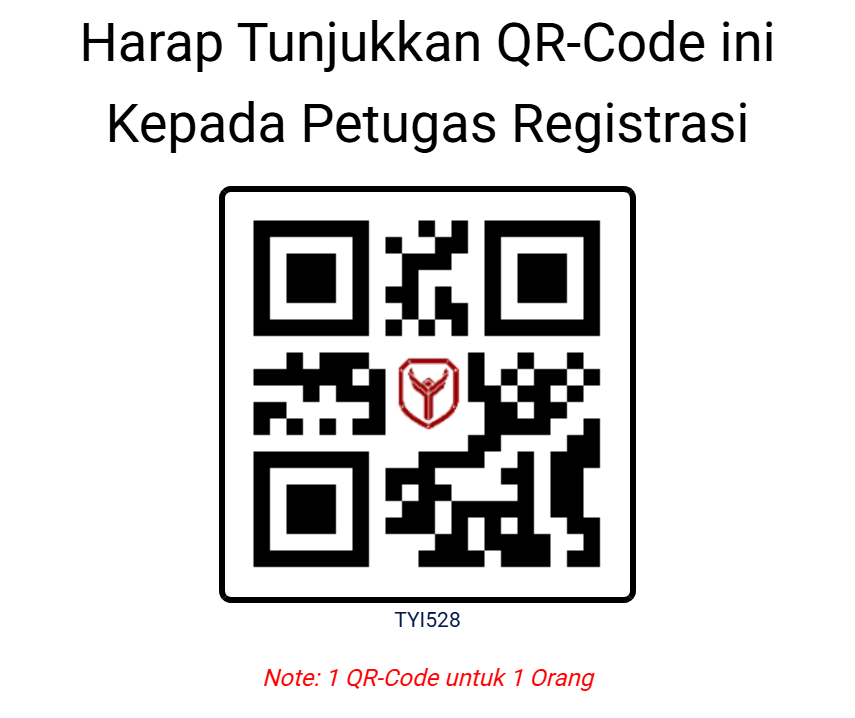 Harap Tunjukkan QR-Code ini
Kepada Petugas Registrasi
TYI528
Note: 1 QR-Code untuk 1 Orang